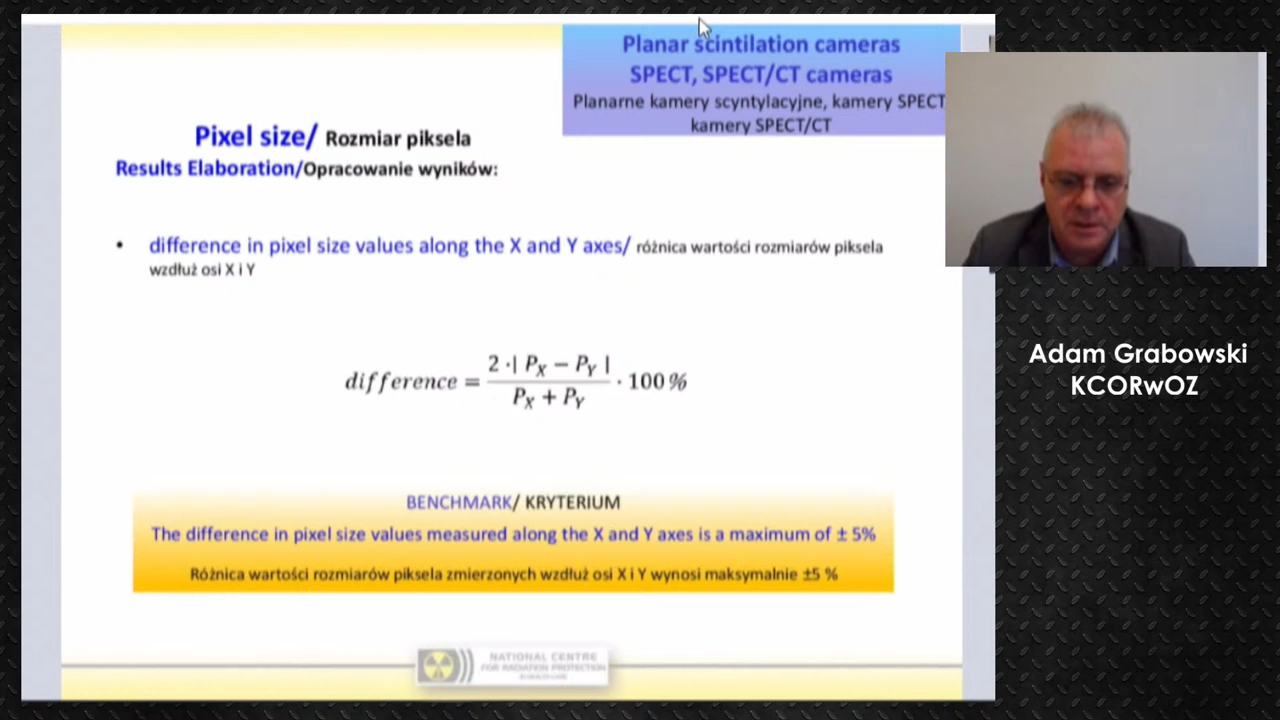 Planar scintilation cameras
SPECT, SPECT/CT cameras
Planarne kamery scyntylacyjne, kamery SPECT
kamery SPECT/CT
Pixel size/ Rozmiar piksela
Results Elaboration/Opracowanie wyników:
• difference in pixel size values along the X and Y axes/ różnica wartości rozmiarów piksela
wzdłuż osi X i Y
difference = 2 ·| P_X − P_Y | / P_X + P_Y · 100 %
BENCHMARK/ KRYTERIUM
The difference in pixel size values measured along the X and Y axes is a maximum of ± 5%
Różnica wartości rozmiarów piksela zmierzonych wzdłuż osi X i Y wynosi maksymalnie ±5 %
NATIONAL CENTRE
FOR RADIATION PROTECTION
Adam Grabowski
KCORwOZ